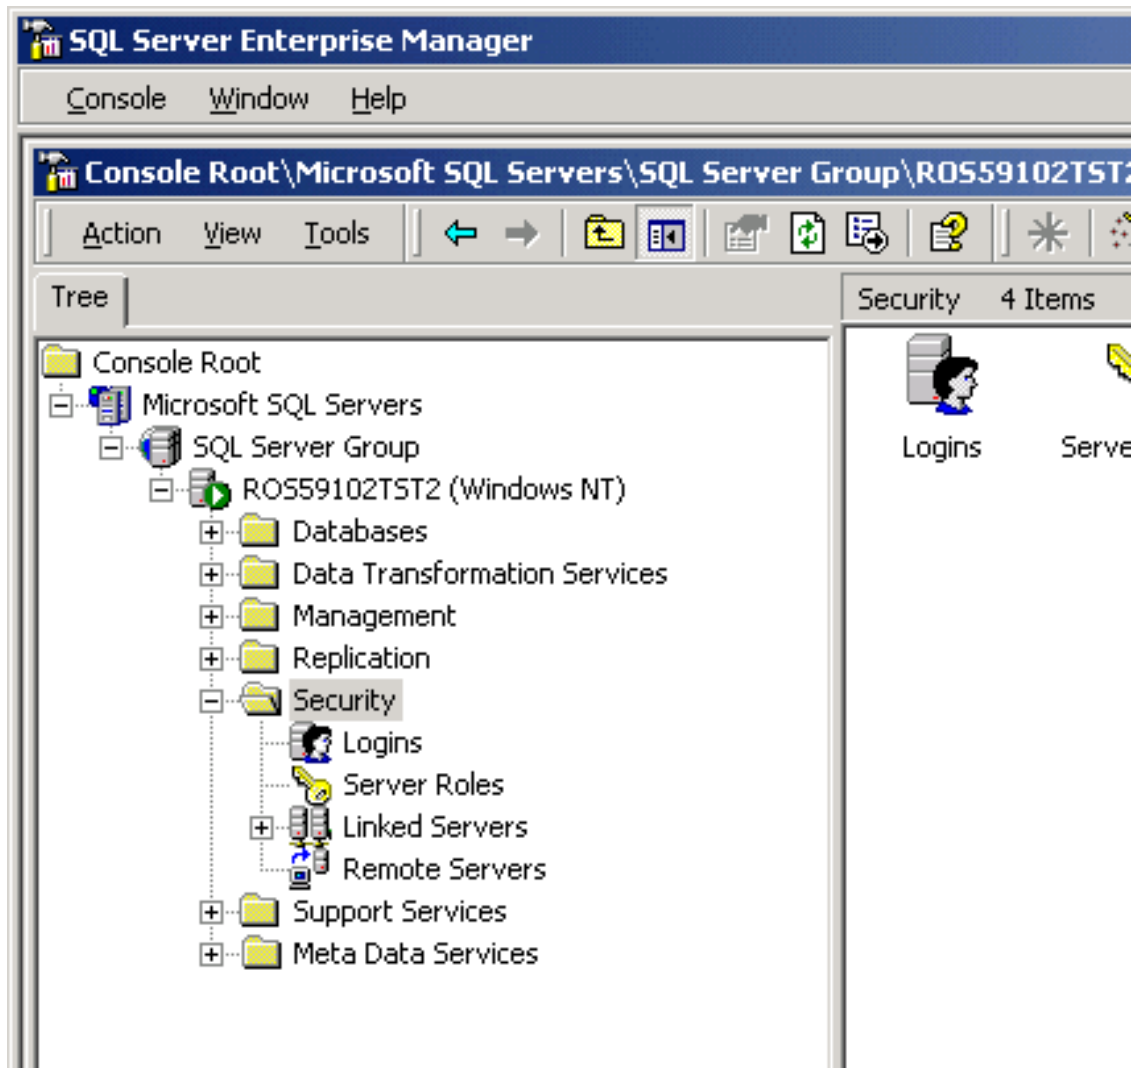 SQL Server Enterprise Manager
Console Window Help
Console Root\Microsoft SQL Servers\SQL Server Group\ROS59102TST2
Action View Tools
Tree
Security 4 Items
Console Root
Microsoft SQL Servers
SQL Server Group
ROS59102TST2 (Windows NT)
Databases
Data Transformation Services
Management
Replication
Security
Logins
Server Roles
Linked Servers
Remote Servers
Support Services
Meta Data Services
Logins
Serve